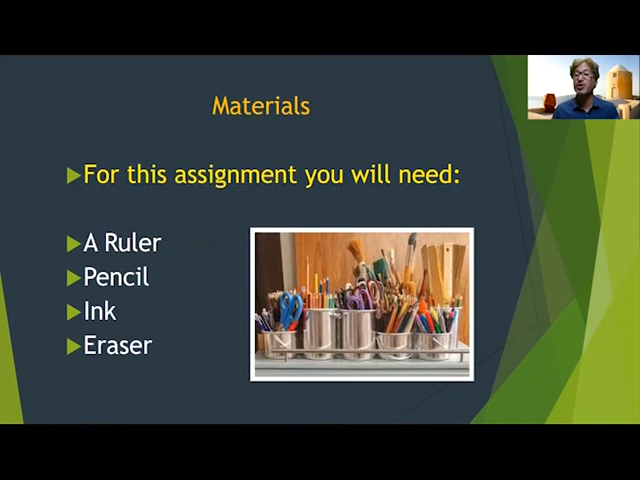 Materials
For this assignment you will need:
A Ruler
Pencil
Ink
Eraser